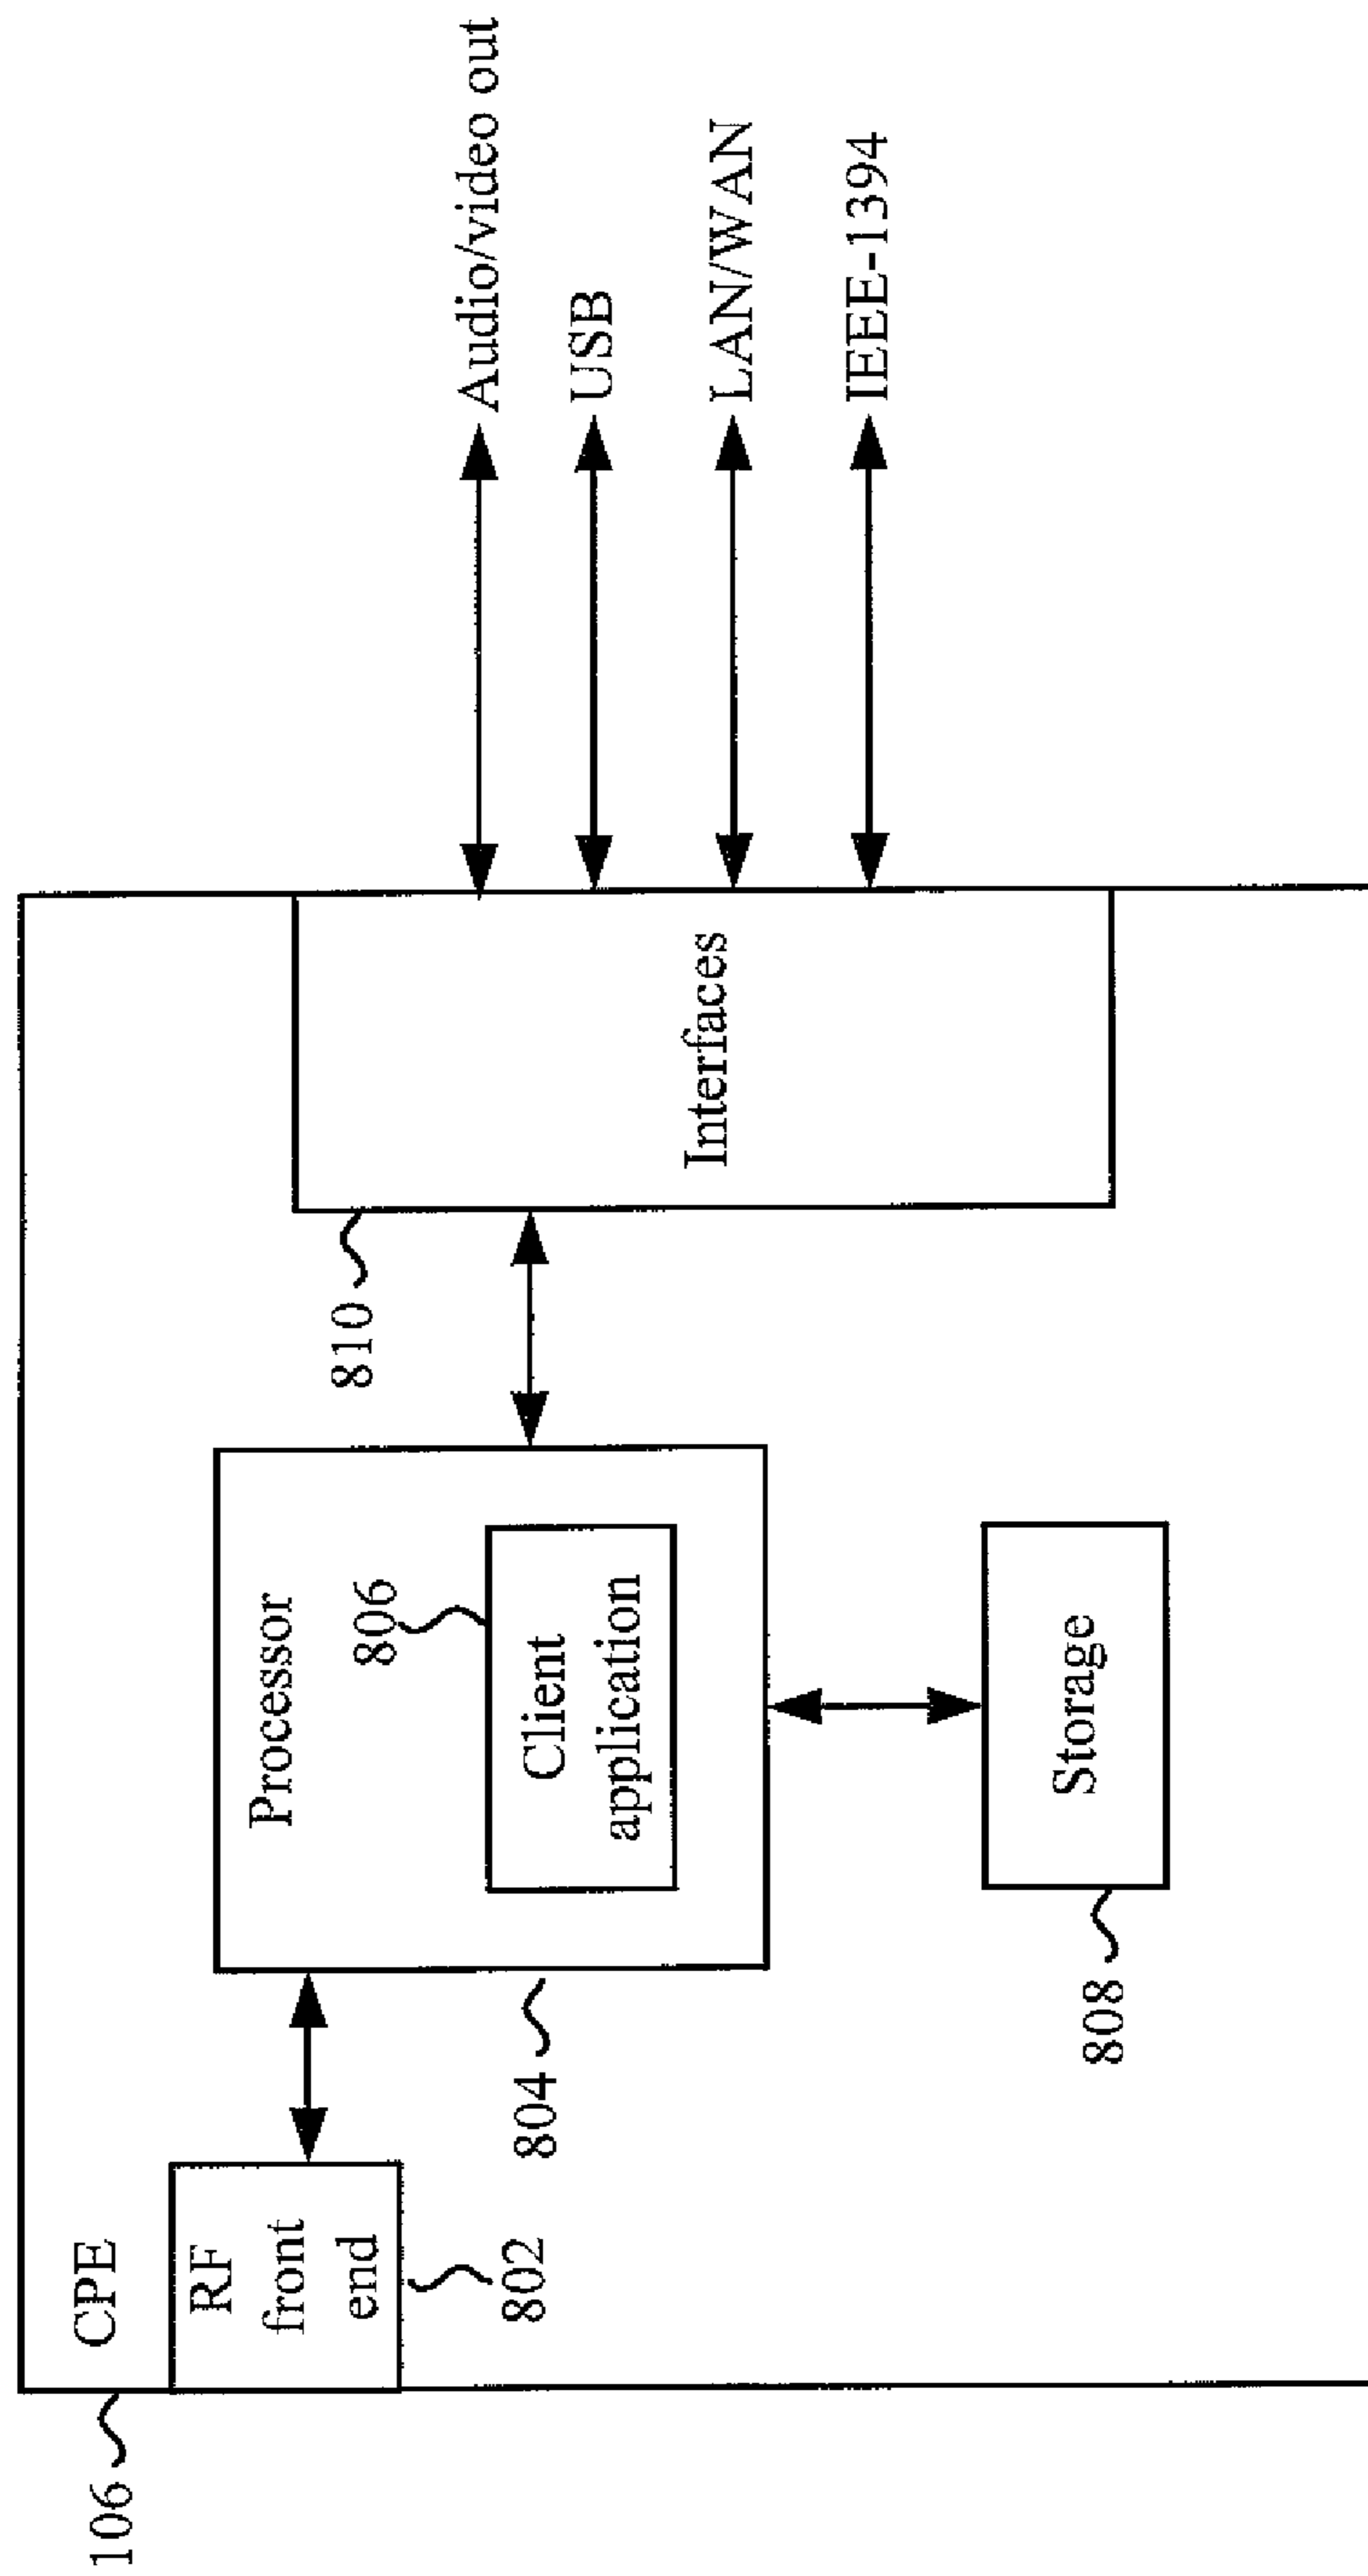 106
CPE
RF
front
end
802
804
Processor
806
Client
application
808
Storage
810
Interfaces
Audio/video out
USB
LAN/WAN
IEEE-1394